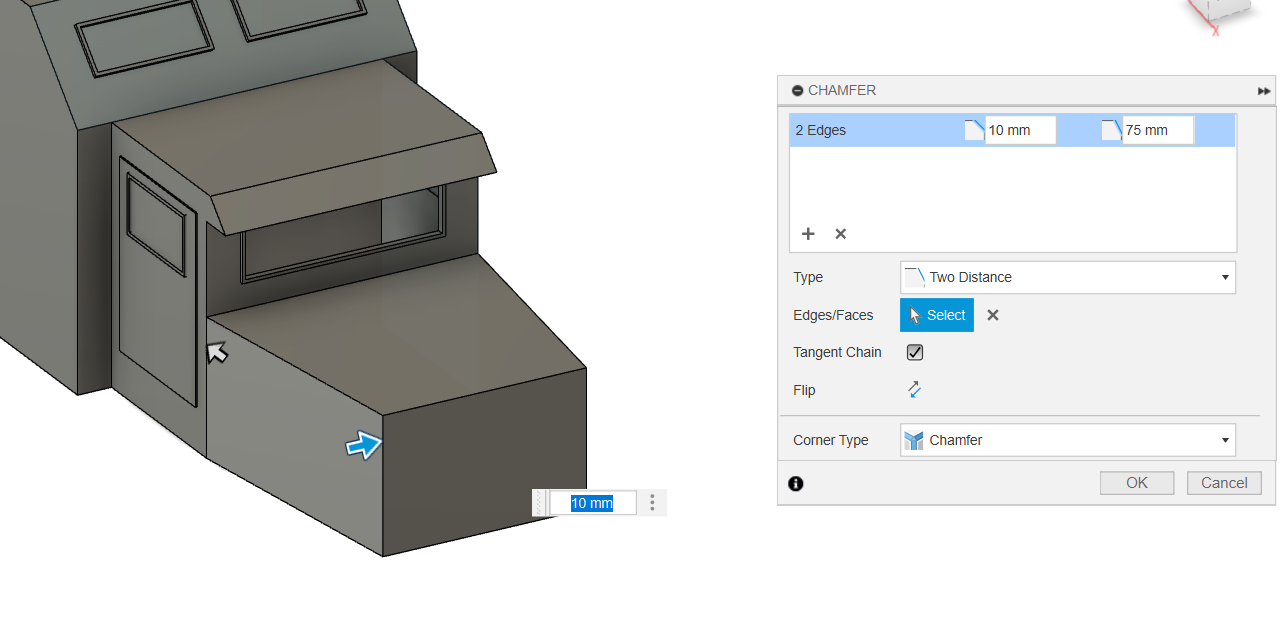 X
CHAMFER
2 Edges 10 mm 75 mm
Type Two Distance
Edges/Faces Select
Tangent Chain
Flip
Corner Type Chamfer
OK Cancel
10 mm